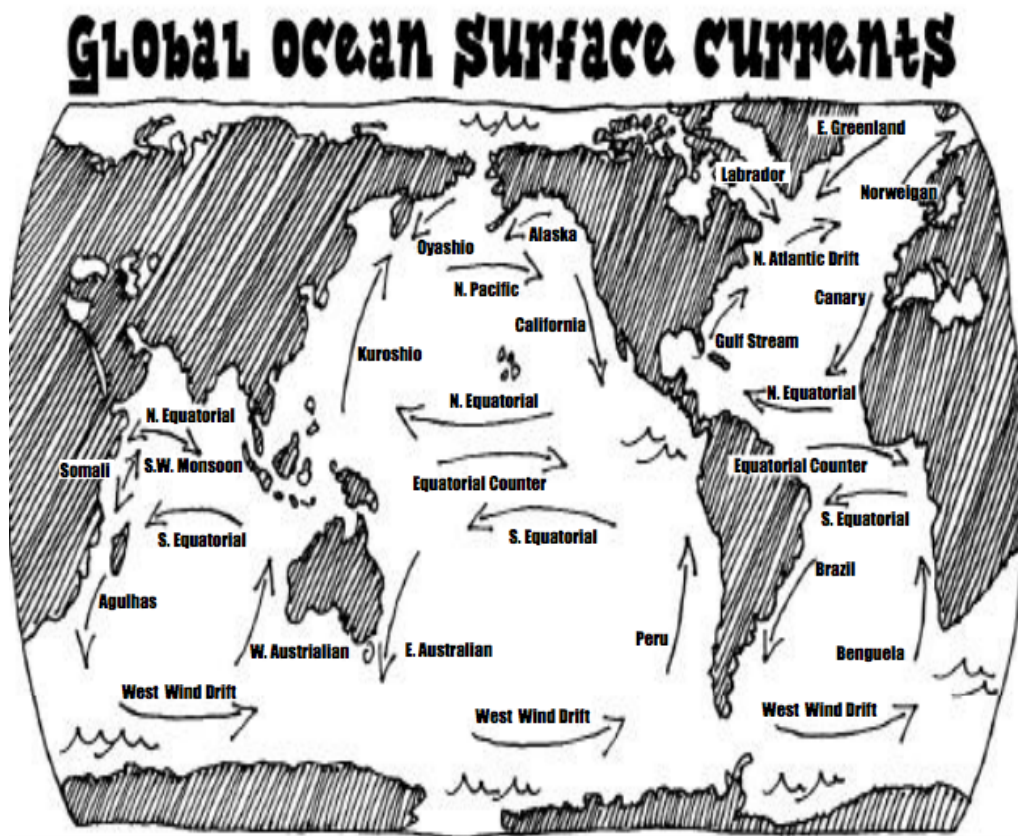 Global Ocean Surface Currents
E. Greenland
Labrador
Norweigan
Oyashio
Alaska
N. Atlantic Drift
N. Pacific
Canary
California
Gulf Stream
Kuroshio
N. Equatorial
N. Equatorial
N. Equatorial
Somali
S.W. Monsoon
Equatorial Counter
Equatorial Counter
S. Equatorial
S. Equatorial
S. Equatorial
Brazil
Agulhas
W. Austrialian
E. Australian
Peru
Benguela
West Wind Drift
West Wind Drift
West Wind Drift